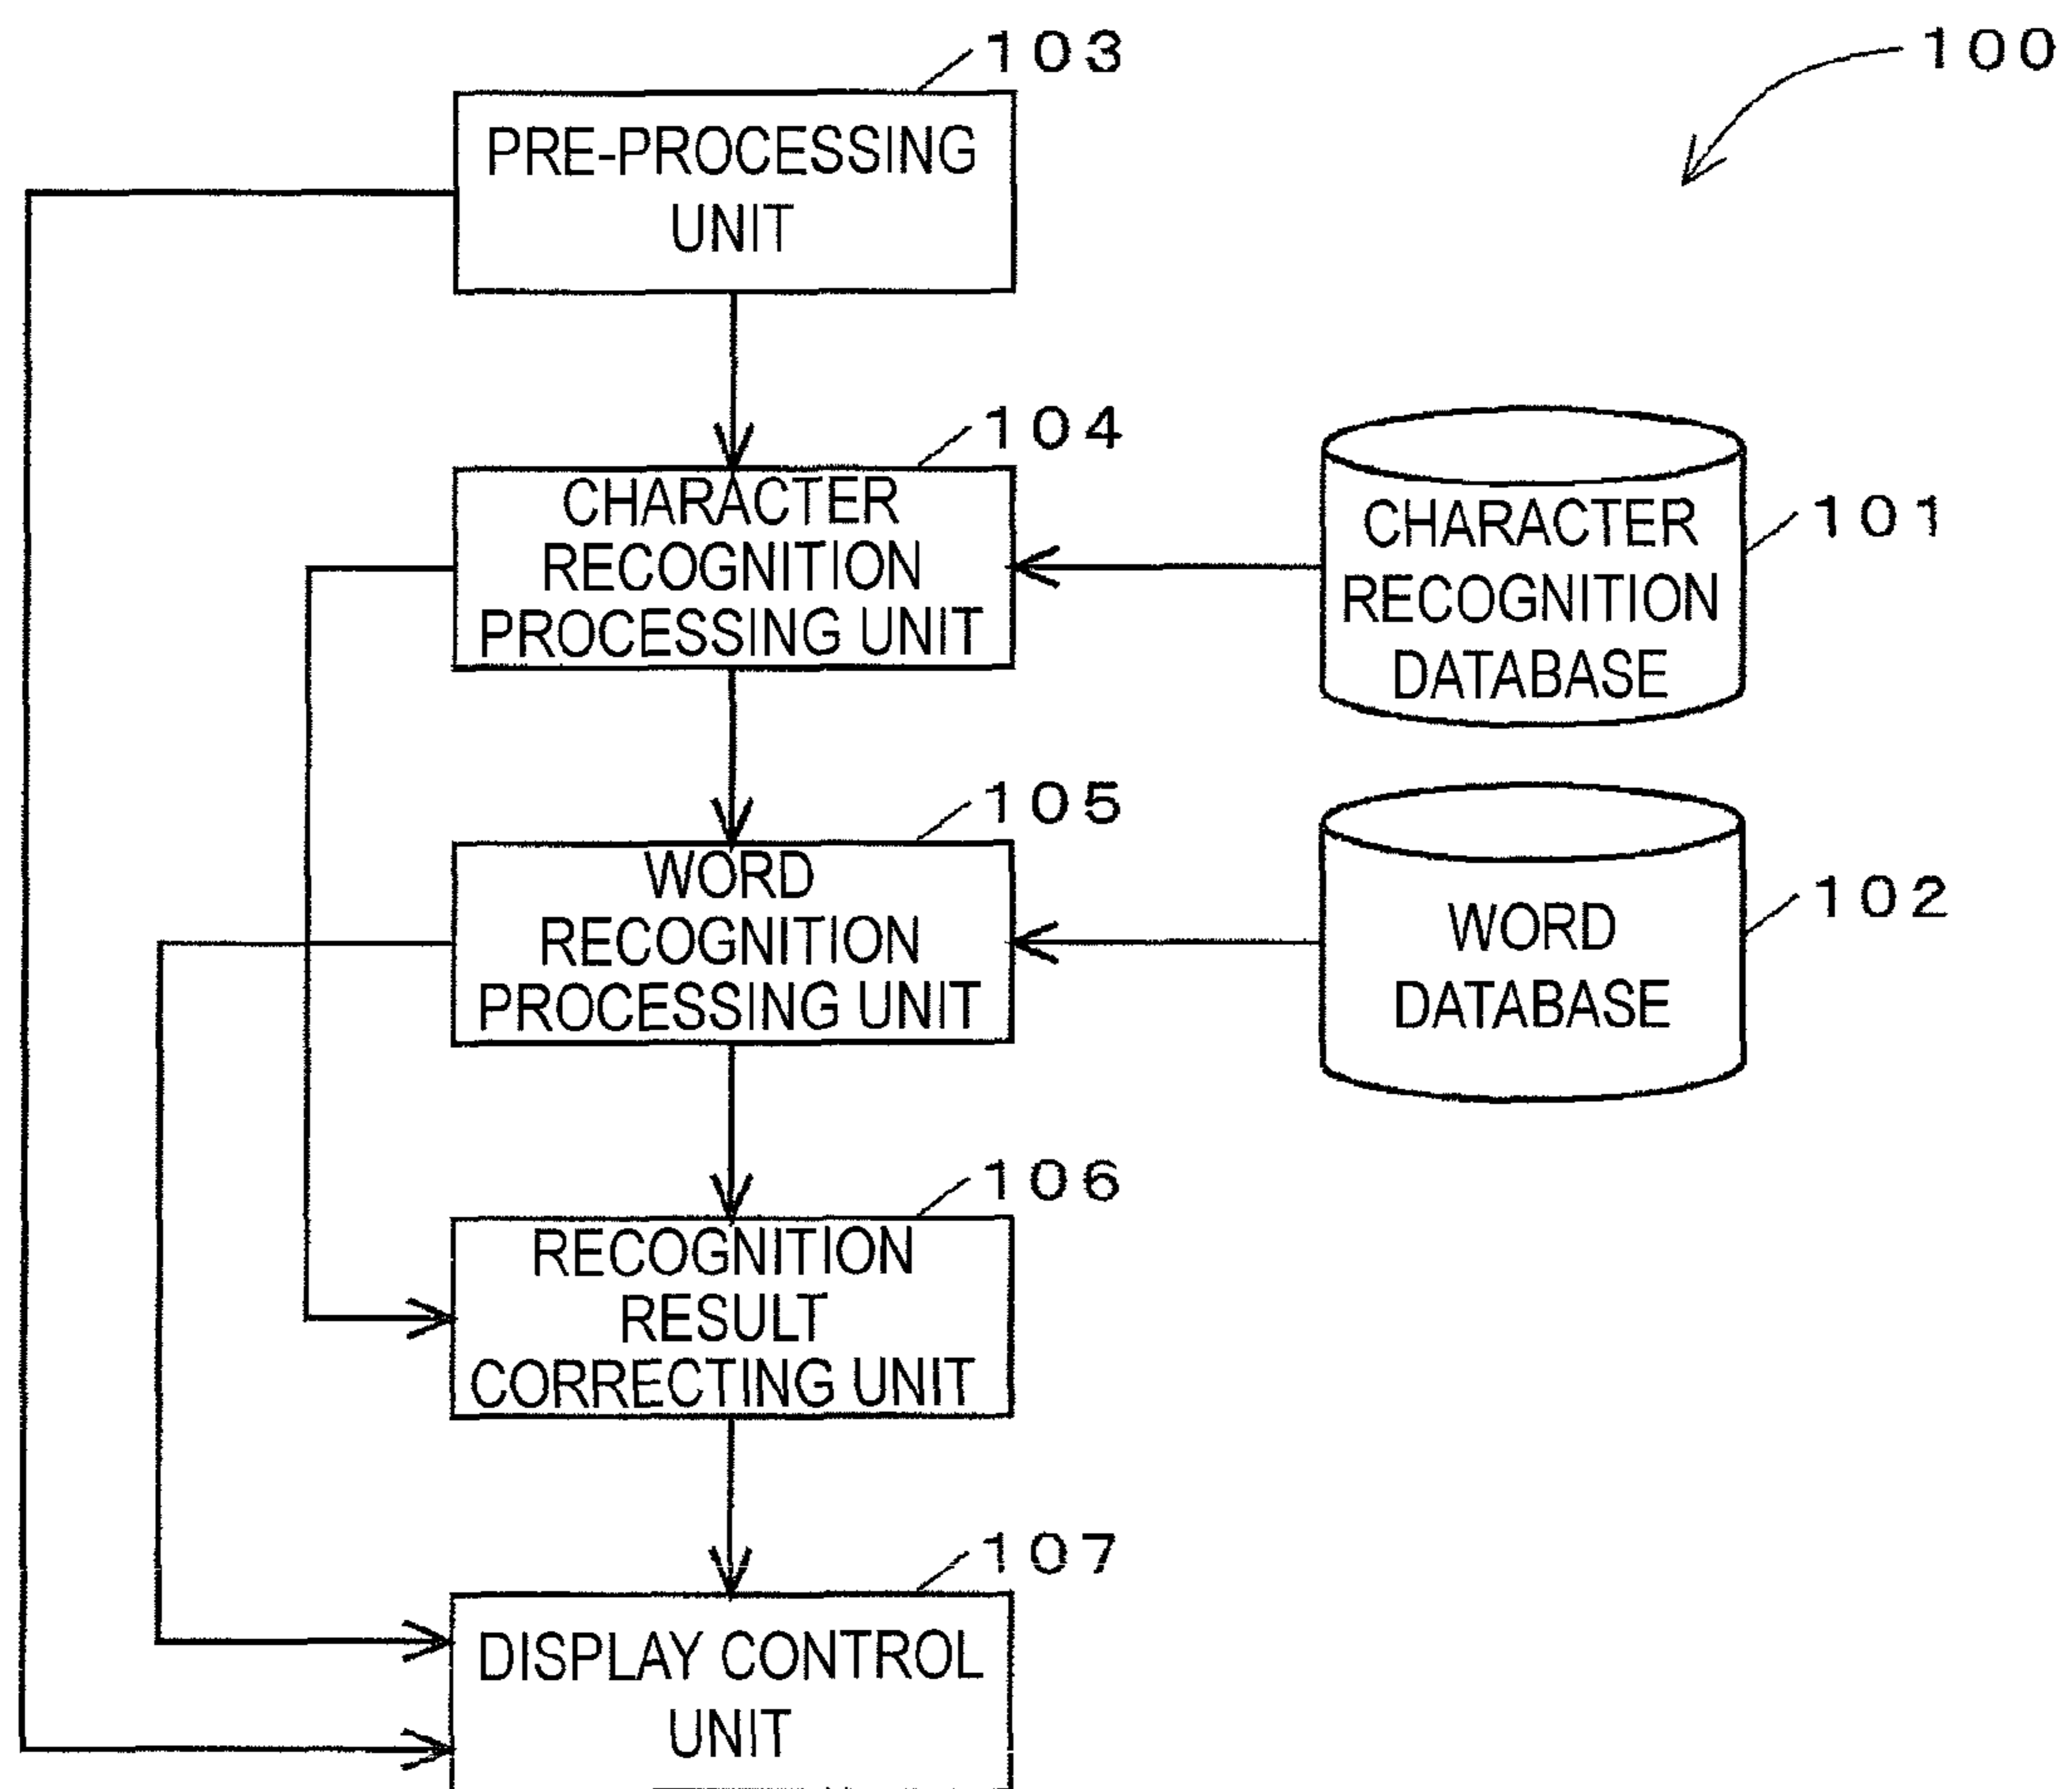 103
100
PRE-PROCESSING
UNIT
104
CHARACTER
RECOGNITION
PROCESSING UNIT
CHARACTER
RECOGNITION
DATABASE
101
105
WORD
RECOGNITION
PROCESSING UNIT
WORD
DATABASE
102
106
RECOGNITION
RESULT
CORRECTING UNIT
107
DISPLAY CONTROL
UNIT